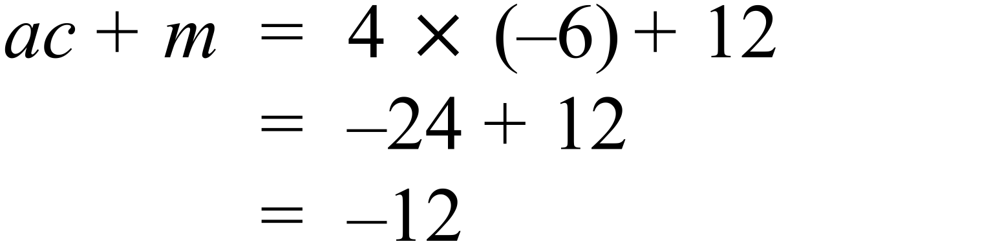 ac + m = 4 × (–6) + 12
= –24 + 12
= –12